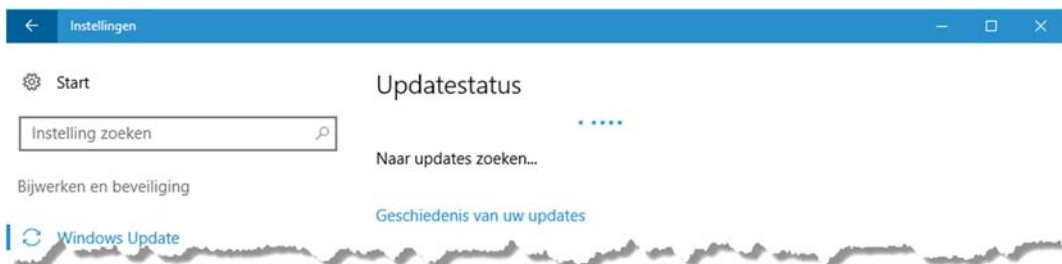 Instellingen
Start
Instelling zoeken
Bijwerken en beveiliging
Windows Update
Updatestatus
Naar updates zoeken...
Geschiedenis van uw updates